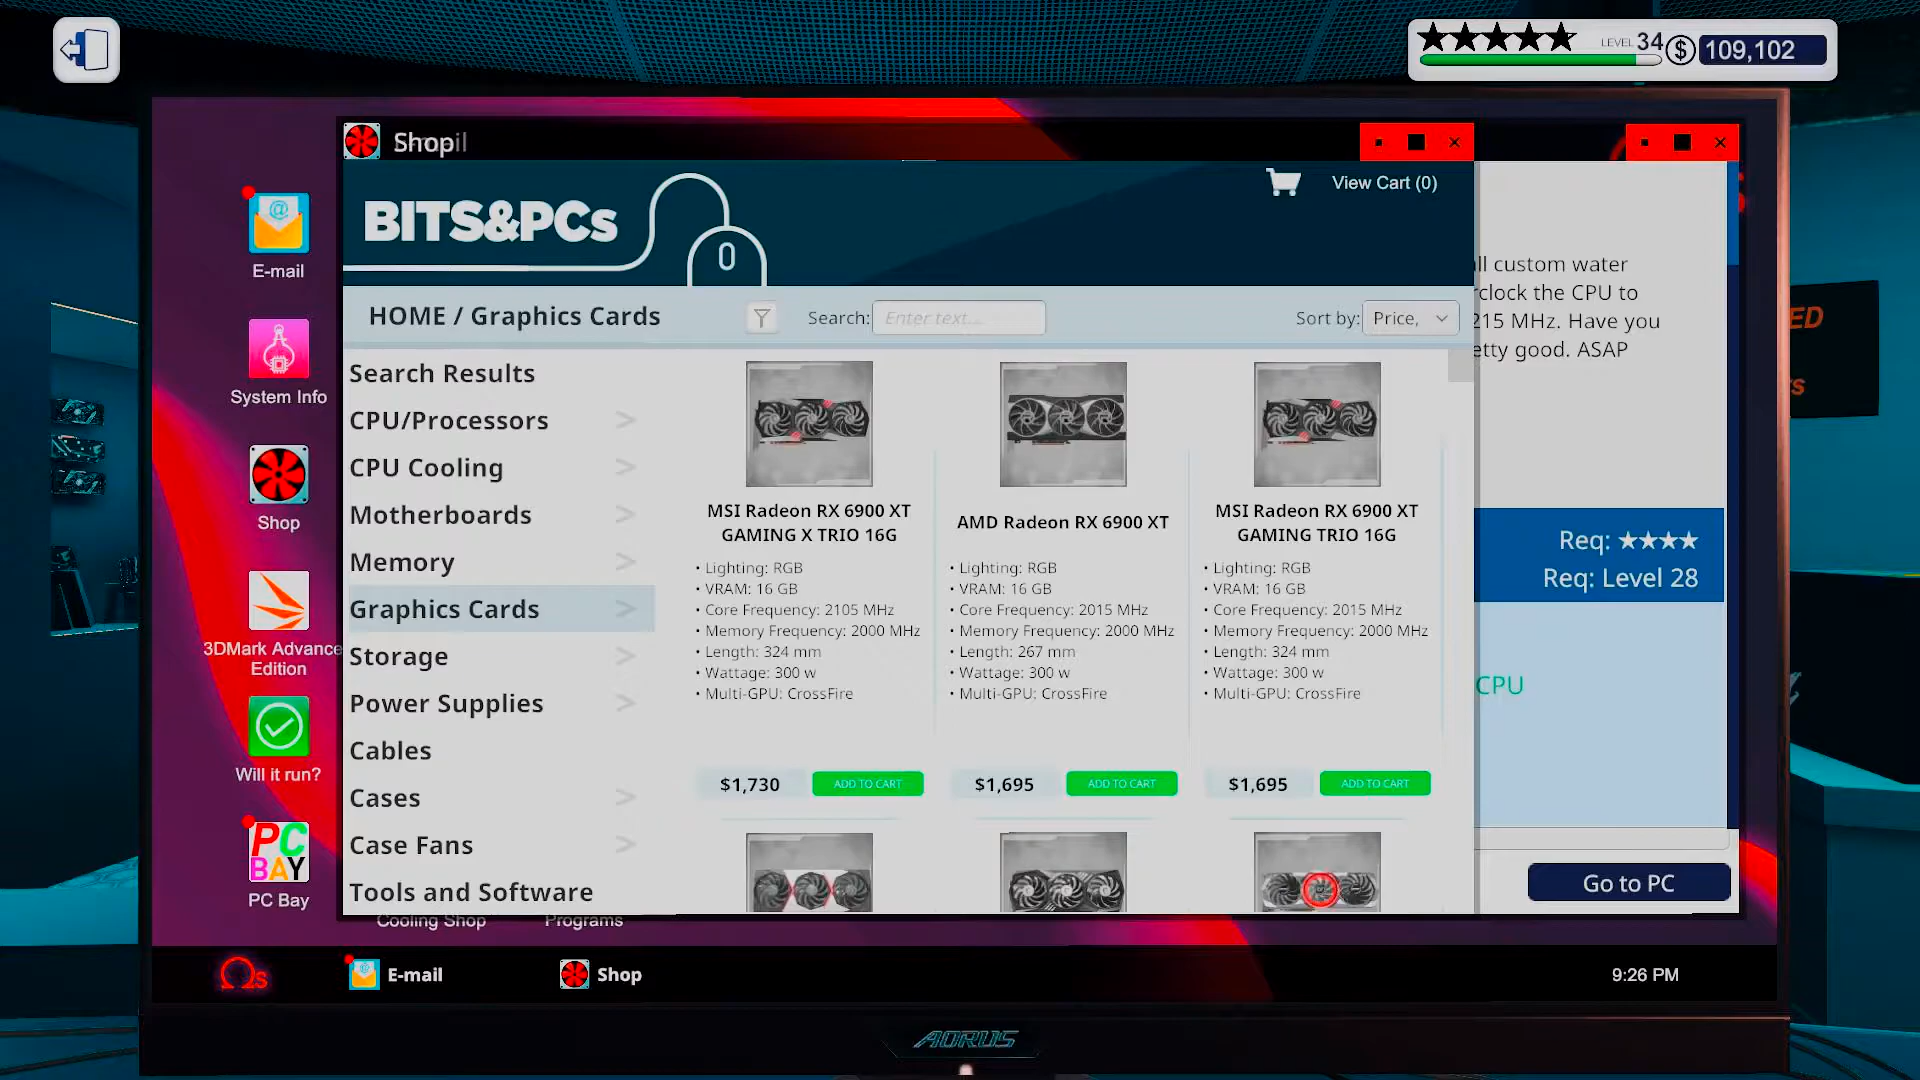 LEVEL 34
$ 109,102
Shop
View Cart (0)
BITS&PCs
HOME / Graphics Cards
Search:
Enter text...
Sort by:
Price,
Search Results
CPU/Processors
CPU Cooling
Motherboards
Memory
Graphics Cards
Storage
Power Supplies
Cables
Cases
Case Fans
Tools and Software
MSI Radeon RX 6900 XT
GAMING X TRIO 16G
• Lighting: RGB
• VRAM: 16 GB
• Core Frequency: 2105 MHz
• Memory Frequency: 2000 MHz
• Length: 324 mm
• Wattage: 300 w
• Multi-GPU: CrossFire
$1,730
ADD TO CART
AMD Radeon RX 6900 XT
• Lighting: RGB
• VRAM: 16 GB
• Core Frequency: 2015 MHz
• Memory Frequency: 2000 MHz
• Length: 267 mm
• Wattage: 300 w
• Multi-GPU: CrossFire
$1,695
ADD TO CART
MSI Radeon RX 6900 XT
GAMING TRIO 16G
• Lighting: RGB
• VRAM: 16 GB
• Core Frequency: 2015 MHz
• Memory Frequency: 2000 MHz
• Length: 324 mm
• Wattage: 300 w
• Multi-GPU: CrossFire
$1,695
ADD TO CART
ll custom water
rclock the CPU to
215 MHz. Have you
etty good. ASAP
Req: ★★★★
Req: Level 28
CPU
Go to PC
E-mail
System Info
Shop
3DMark Advance
Edition
Will it run?
PC
BAY
PC Bay
Cooling Shop
Programs
Ωs
E-mail
Shop
9:26 PM
AORUS